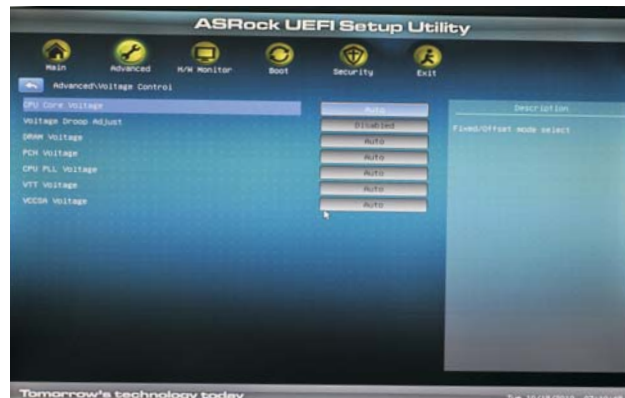 ASRock UEFI Setup Utility
Main Advanced H/W Monitor Boot Security Exit
Advanced\Voltage Control
CPU Core Voltage Auto
Voltage Droop Adjust Disabled
DRAM Voltage Auto
PCH Voltage Auto
CPU PLL Voltage Auto
VTT Voltage Auto
VCCSA Voltage Auto
Description
Fixed/Offset mode select
Tomorrow's technology today